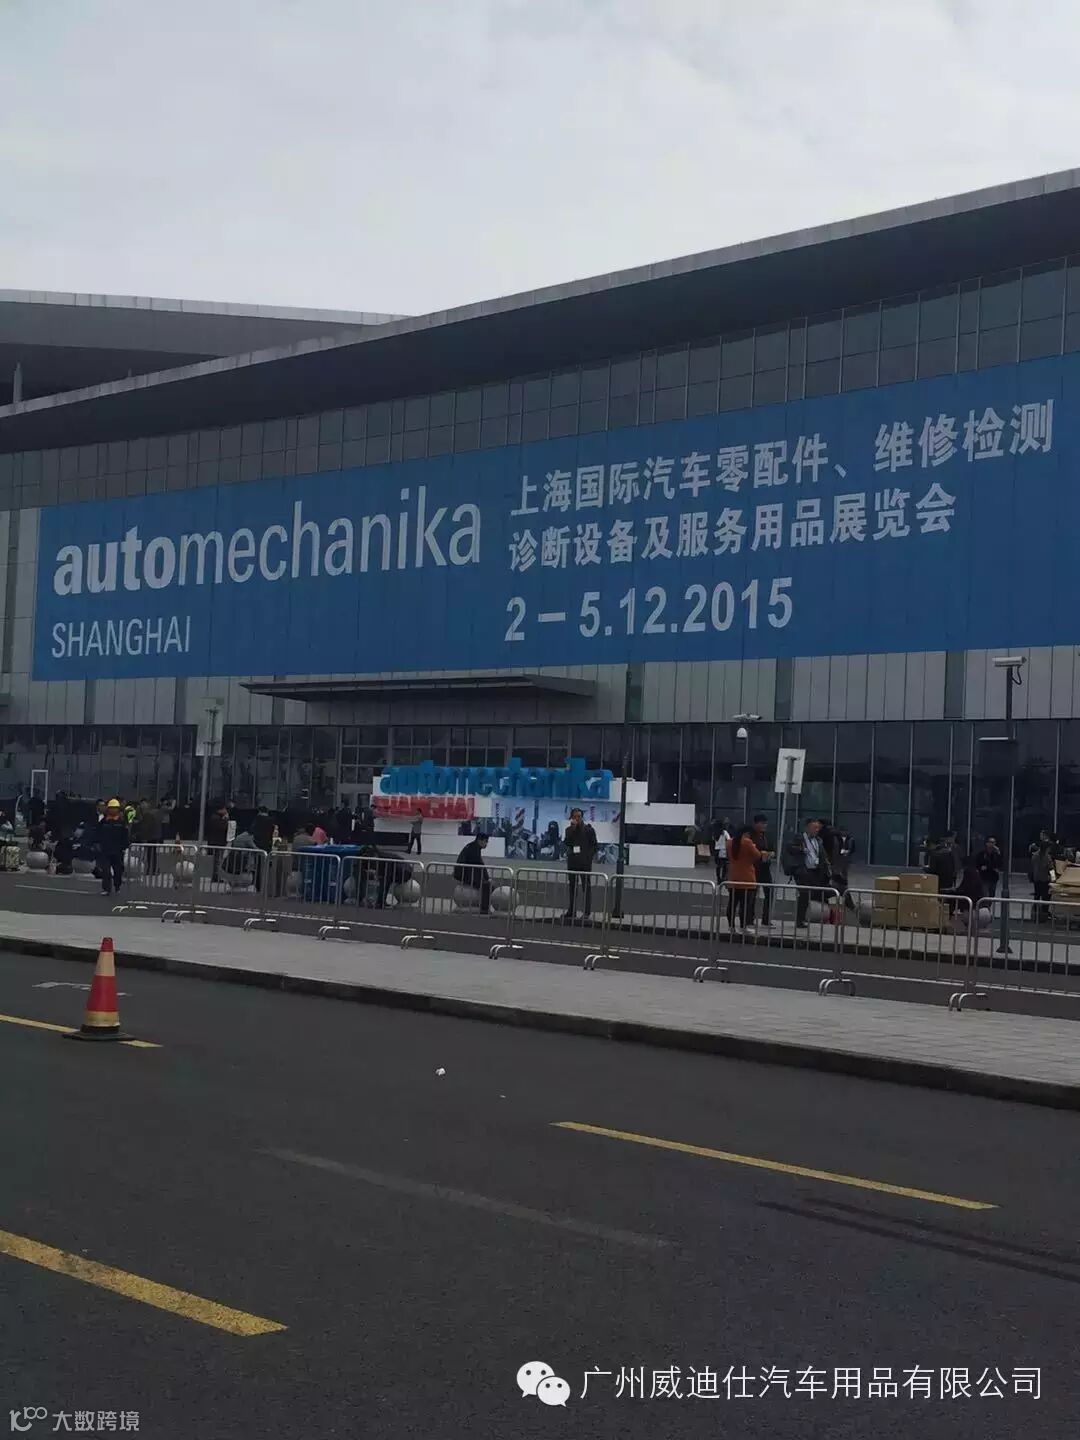 automechanika
SHANGHAI
上海国际汽车零配件、维修检测
诊断设备及服务用品展览会
2－5.12.2015
automechanika
SHANGHAI
广州威迪仕汽车用品有限公司
大数跨境